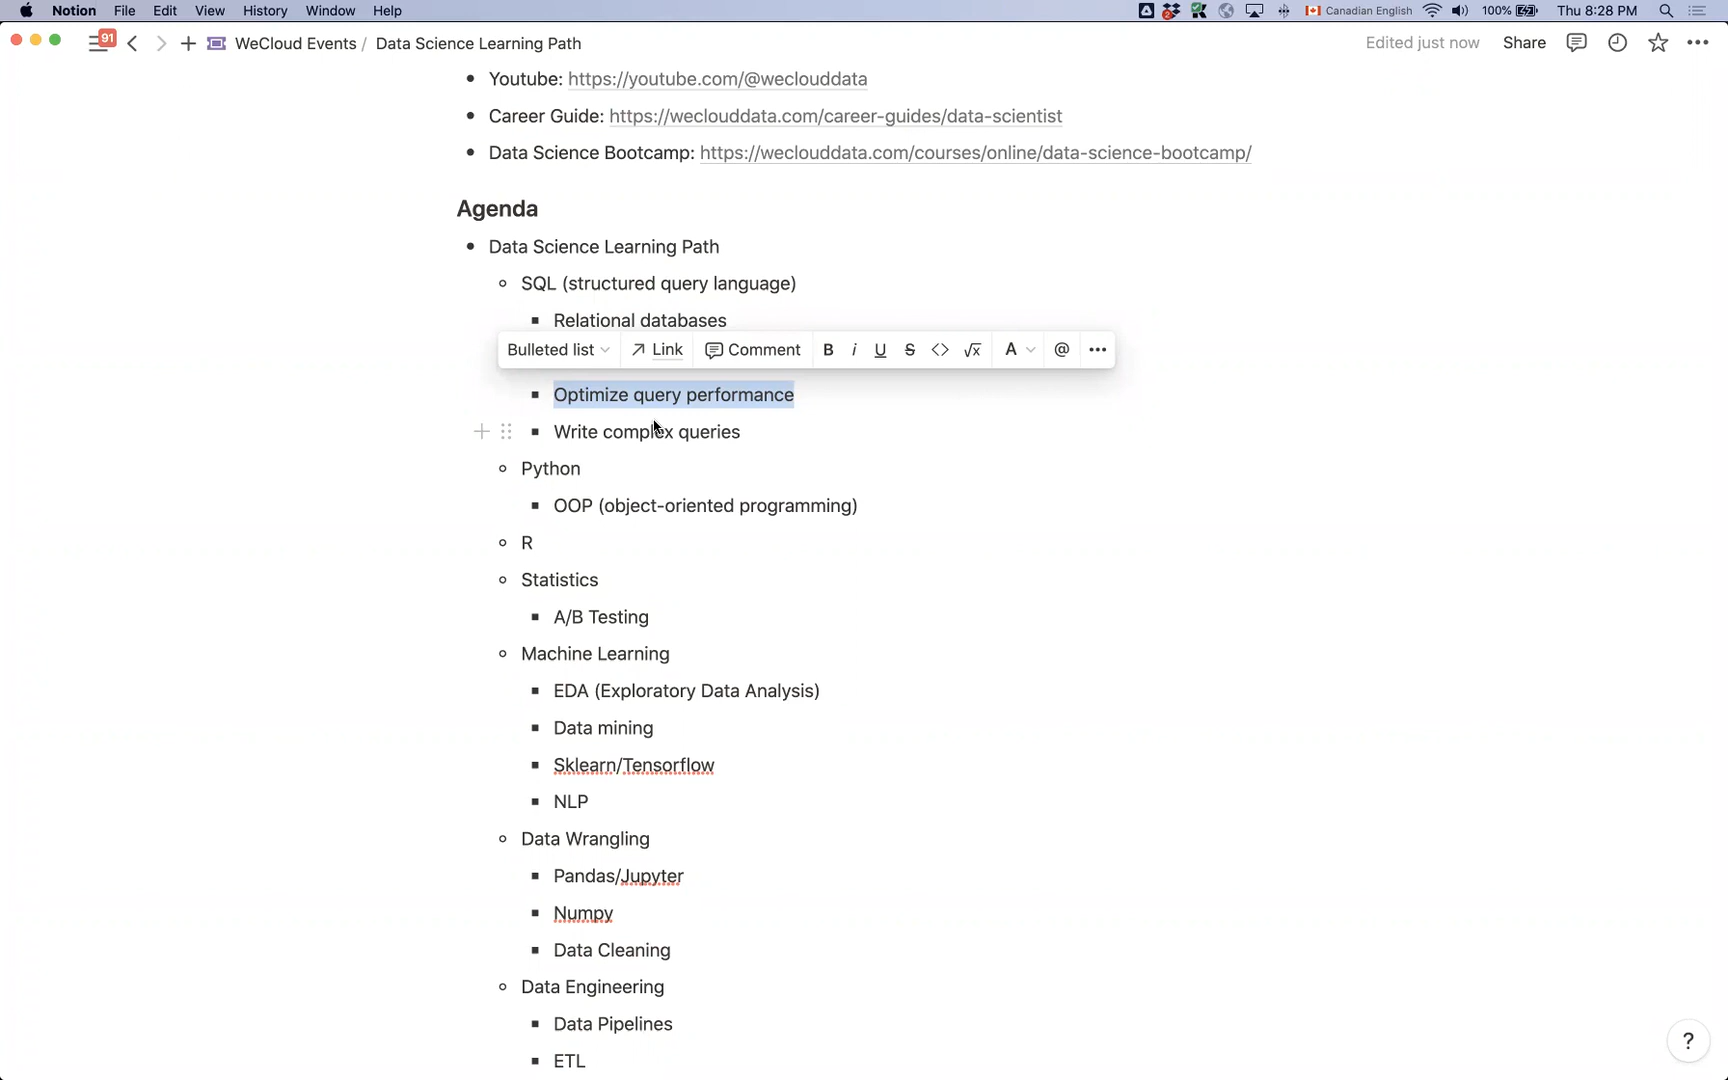 Notion File Edit View History Window Help 2 Canadian English 100% Thu 8:28 PM
91 WeCloud Events / Data Science Learning Path Edited just now Share
Youtube: https://youtube.com/@weclouddata
Career Guide: https://weclouddata.com/career-guides/data-scientist
Data Science Bootcamp: https://weclouddata.com/courses/online/data-science-bootcamp/
Agenda
Data Science Learning Path
SQL (structured query language)
Relational databases
Bulleted list Link Comment B i U S <> √x A @
Optimize query performance
Write complex queries
Python
OOP (object-oriented programming)
R
Statistics
A/B Testing
Machine Learning
EDA (Exploratory Data Analysis)
Data mining
Sklearn/Tensorflow
NLP
Data Wrangling
Pandas/Jupyter
Numpy
Data Cleaning
Data Engineering
Data Pipelines
ETL
?